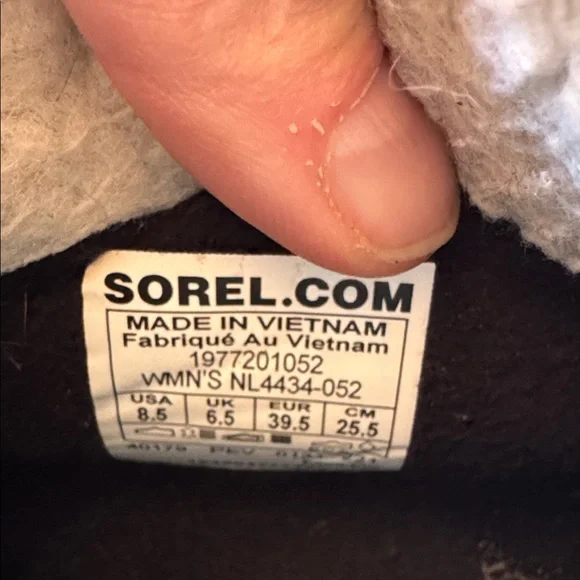 SOREL.COM
MADE IN VIETNAM
Fabriqué Au Vietnam
1977201052
WMN'S NL4434-052
USA UK EUR CM
8.5 6.5 39.5 25.5